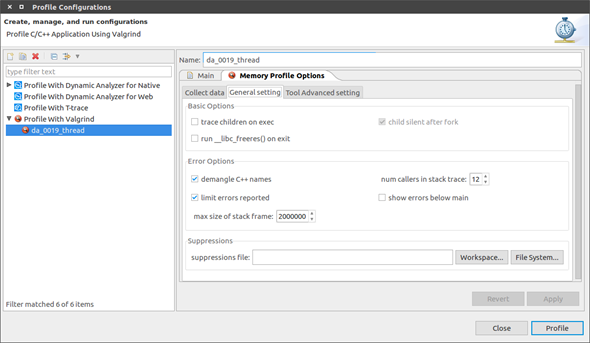 Profile Configurations
Create, manage, and run configurations
Profile C/C++ Application Using Valgrind
type filter text
Profile With Dynamic Analyzer for Native
Profile With Dynamic Analyzer for Web
Profile With T-trace
Profile With Valgrind
da_0019_thread
Filter matched 6 of 6 items
Name: da_0019_thread
Main Memory Profile Options
Collect data General setting Tool Advanced setting
Basic Options
trace children on exec child silent after fork
run __libc_freeres() on exit
Error Options
demangle C++ names num callers in stack trace: 12
limit errors reported show errors below main
max size of stack frame: 2000000
Suppressions
suppressions file: Workspace... File System...
Revert Apply
Close Profile